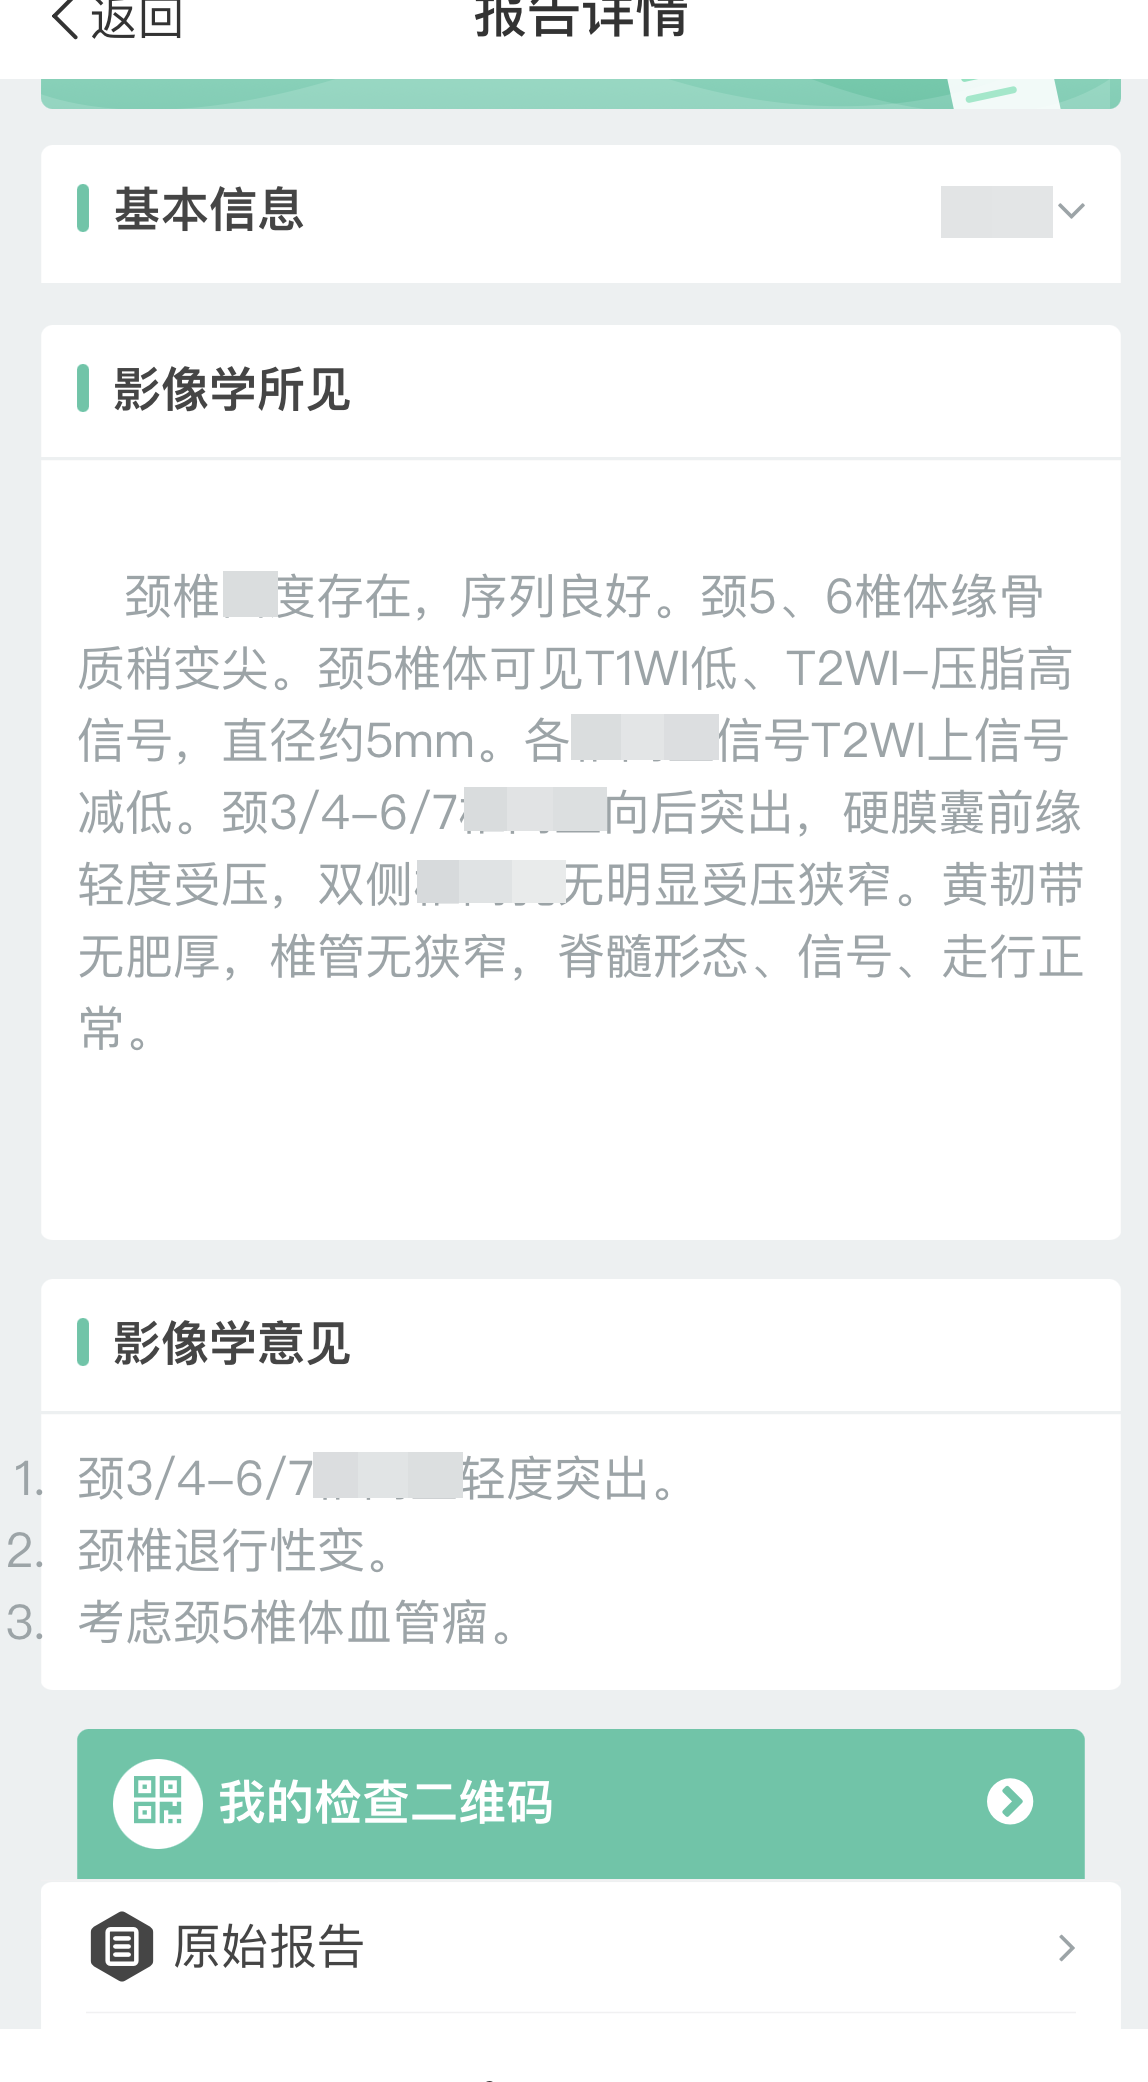 返回
报告详情
基本信息
影像学所见
颈椎度存在，序列良好。颈5、6椎体缘骨
质稍变尖。颈5椎体可见T1WI低、T2WI-压脂高
信号，直径约5mm。各信号T2WI上信号
减低。颈3/4-6/7向后突出，硬膜囊前缘
轻度受压，双侧无明显受压狭窄。黄韧带
无肥厚，椎管无狭窄，脊髓形态、信号、走行正
常。
影像学意见
1. 颈3/4-6/7轻度突出。
2. 颈椎退行性变。
3. 考虑颈5椎体血管瘤。
我的检查二维码
原始报告